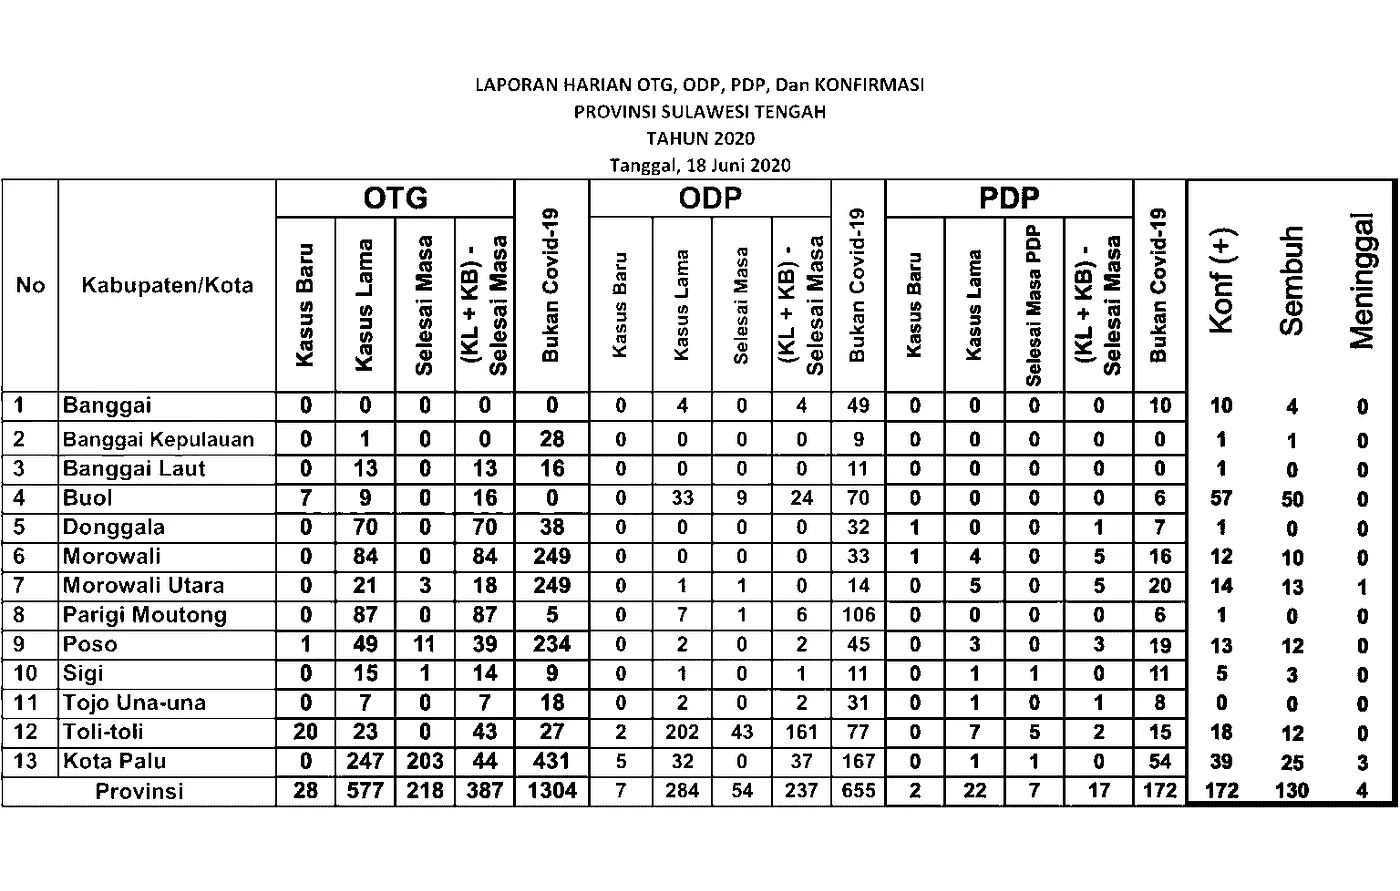 LAPORAN HARIAN OTG, ODP, PDP, Dan KONFIRMASI
PROVINSI SULAWESI TENGAH
TAHUN 2020
Tanggal, 18 Juni 2020
No Kabupaten/Kota OTG Bukan Covid-19 ODP Bukan Covid-19 PDP Bukan Covid-19 Konf (+) Sembuh Meninggal
Kasus Baru Kasus Lama Selesai Masa (KL + KB) - Selesai Masa Kasus Baru Kasus Lama Selesai Masa (KL + KB) - Selesai Masa Kasus Baru Kasus Lama Selesai Masa PDP (KL + KB) - Selesai Masa
1 Banggai 0 0 0 0 0 0 4 0 4 49 0 0 0 0 10 10 4 0
2 Banggai Kepulauan 0 1 0 0 28 0 0 0 0 9 0 0 0 0 0 1 1 0
3 Banggai Laut 0 13 0 13 16 0 0 0 0 11 0 0 0 0 0 1 0 0
4 Buol 7 9 0 16 0 0 33 9 24 70 0 0 0 0 6 57 50 0
5 Donggala 0 70 0 70 38 0 0 0 0 32 1 0 0 1 7 1 0 0
6 Morowali 0 84 0 84 249 0 0 0 0 33 1 4 0 5 16 12 10 0
7 Morowali Utara 0 21 3 18 249 0 1 1 0 14 0 5 0 5 20 14 13 1
8 Parigi Moutong 0 87 0 87 5 0 7 1 6 106 0 0 0 0 6 1 0 0
9 Poso 1 49 11 39 234 0 2 0 2 45 0 3 0 3 19 13 12 0
10 Sigi 0 15 1 14 9 0 1 0 1 11 0 1 1 0 11 5 3 0
11 Tojo Una-una 0 7 0 7 18 0 2 0 2 31 0 1 0 1 8 0 0 0
12 Toli-toli 20 23 0 43 27 2 202 43 161 77 0 7 5 2 15 18 12 0
13 Kota Palu 0 247 203 44 431 5 32 0 37 167 0 1 1 0 54 39 25 3
Provinsi 28 577 218 387 1304 7 284 54 237 655 2 22 7 17 172 172 130 4